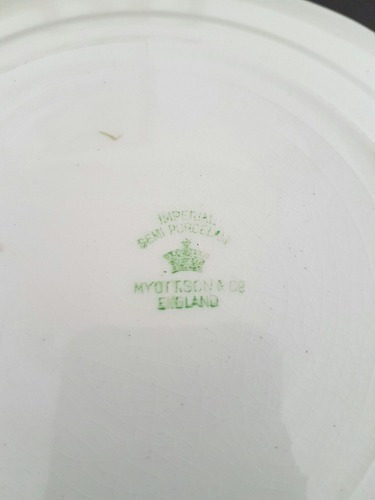 IMPERIAL
SEMI PORCELAIN
MYOTT.SON & CO
ENGLAND